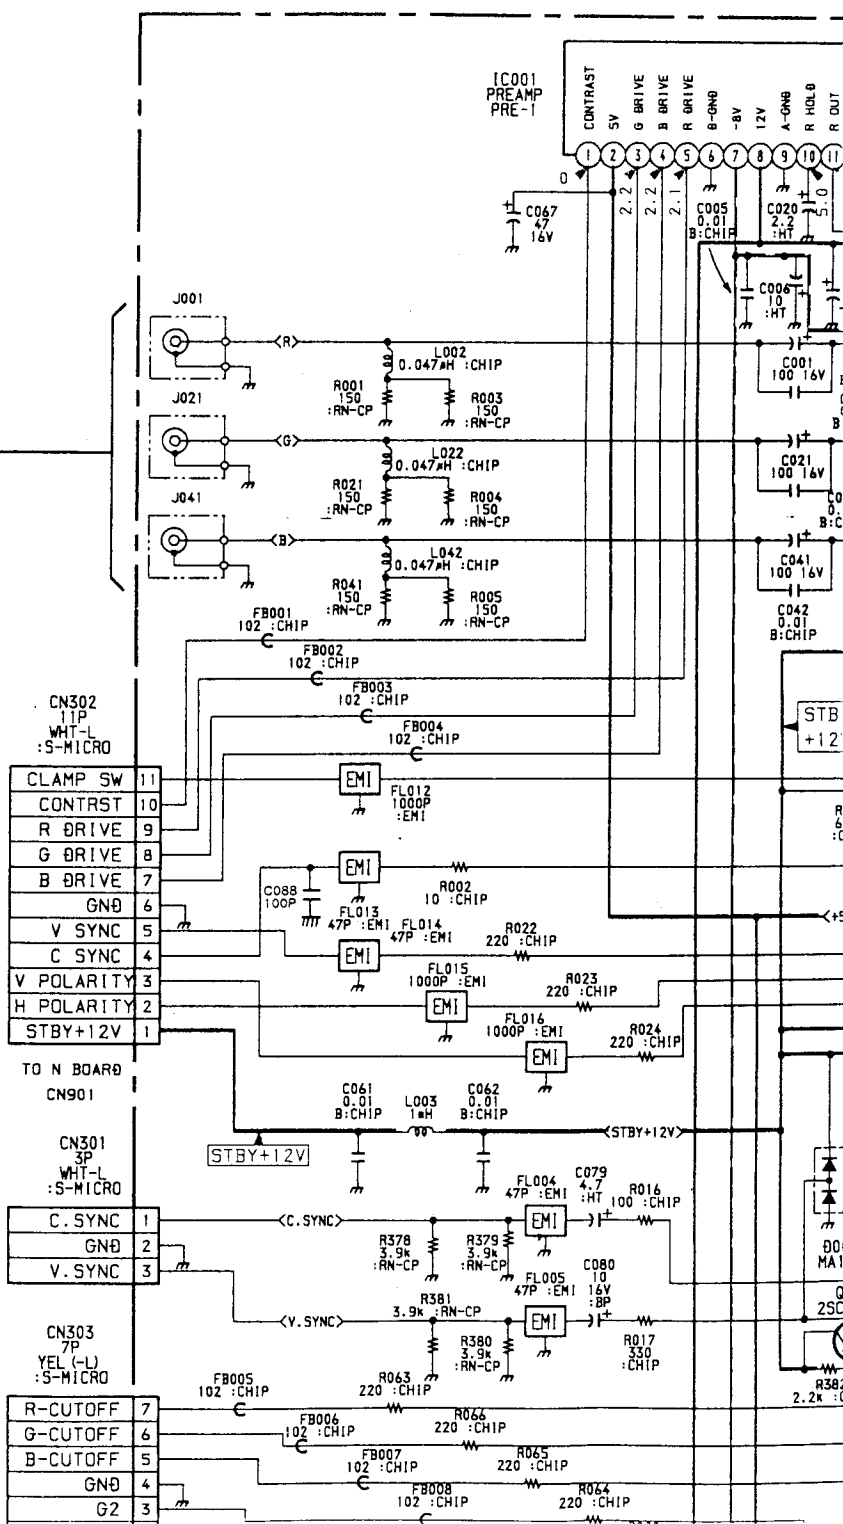 IC001
PREAMP
PRE-1
CONTRAST
5V
G DRIVE
B DRIVE
R DRIVE
B-GND
-8V
12V
A-GND
R HOLD
R OUT
1 2 3 4 5 6 7 8 9 10 11
0
2.2
2.2
2.1
5.0
C067
47
16V
C005
0.01
B:CHIP
C020
2.2
:HT
C006
10
:HT
J001
<R>
L002
0.047μH :CHIP
R001
150
:RN-CP
R003
150
:RN-CP
C001
100 16V
J021
<G>
L022
0.047μH :CHIP
R021
150
:RN-CP
R004
150
:RN-CP
C021
100 16V
J041
<B>
L042
0.047μH :CHIP
R041
150
:RN-CP
R005
150
:RN-CP
C041
100 16V
C042
0.01
B:CHIP
B:C
FB001
102 :CHIP
FB002
102 :CHIP
FB003
102 :CHIP
FB004
102 :CHIP
CN302
11P
WHT-L
:S-MICRO
STB
+12
CLAMP SW 11
CONTRST 10
R DRIVE 9
G DRIVE 8
B DRIVE 7
GND 6
V SYNC 5
C SYNC 4
V POLARITY 3
H POLARITY 2
STBY+12V 1
EMI
FL012
1000P
:EMI
EMI
C088
100P
R002
10 :CHIP
FL013
47P :EMI
FL014
47P :EMI
EMI
R022
220 :CHIP
<+5
FL015
1000P :EMI
EMI
R023
220 :CHIP
FL016
1000P :EMI
EMI
R024
220 :CHIP
TO N BOARD
CN901
C061
0.01
B:CHIP
L003
1mH
C062
0.01
B:CHIP
<STBY+12V>
STBY+12V
CN301
3P
WHT-L
:S-MICRO
C.SYNC 1
GND 2
V.SYNC 3
<C.SYNC>
R378
3.9k
:RN-CP
R379
3.9k
:RN-CP
FL004
47P :EMI
EMI
C079
4.7
:HT
R016
100 :CHIP
<V.SYNC>
R381
3.9k :RN-CP
R380
3.9k
:RN-CP
FL005
47P :EMI
EMI
C080
10
16V
:BP
R017
330
:CHIP
MA1
Q
2SC
R382
2.2k :C
CN303
7P
YEL (-L)
:S-MICRO
R-CUTOFF 7
G-CUTOFF 6
B-CUTOFF 5
GND 4
G2 3
FB005
102 :CHIP
R063
220 :CHIP
FB006
102 :CHIP
R066
220 :CHIP
FB007
102 :CHIP
R065
220 :CHIP
FB008
102 :CHIP
R064
220 :CHIP